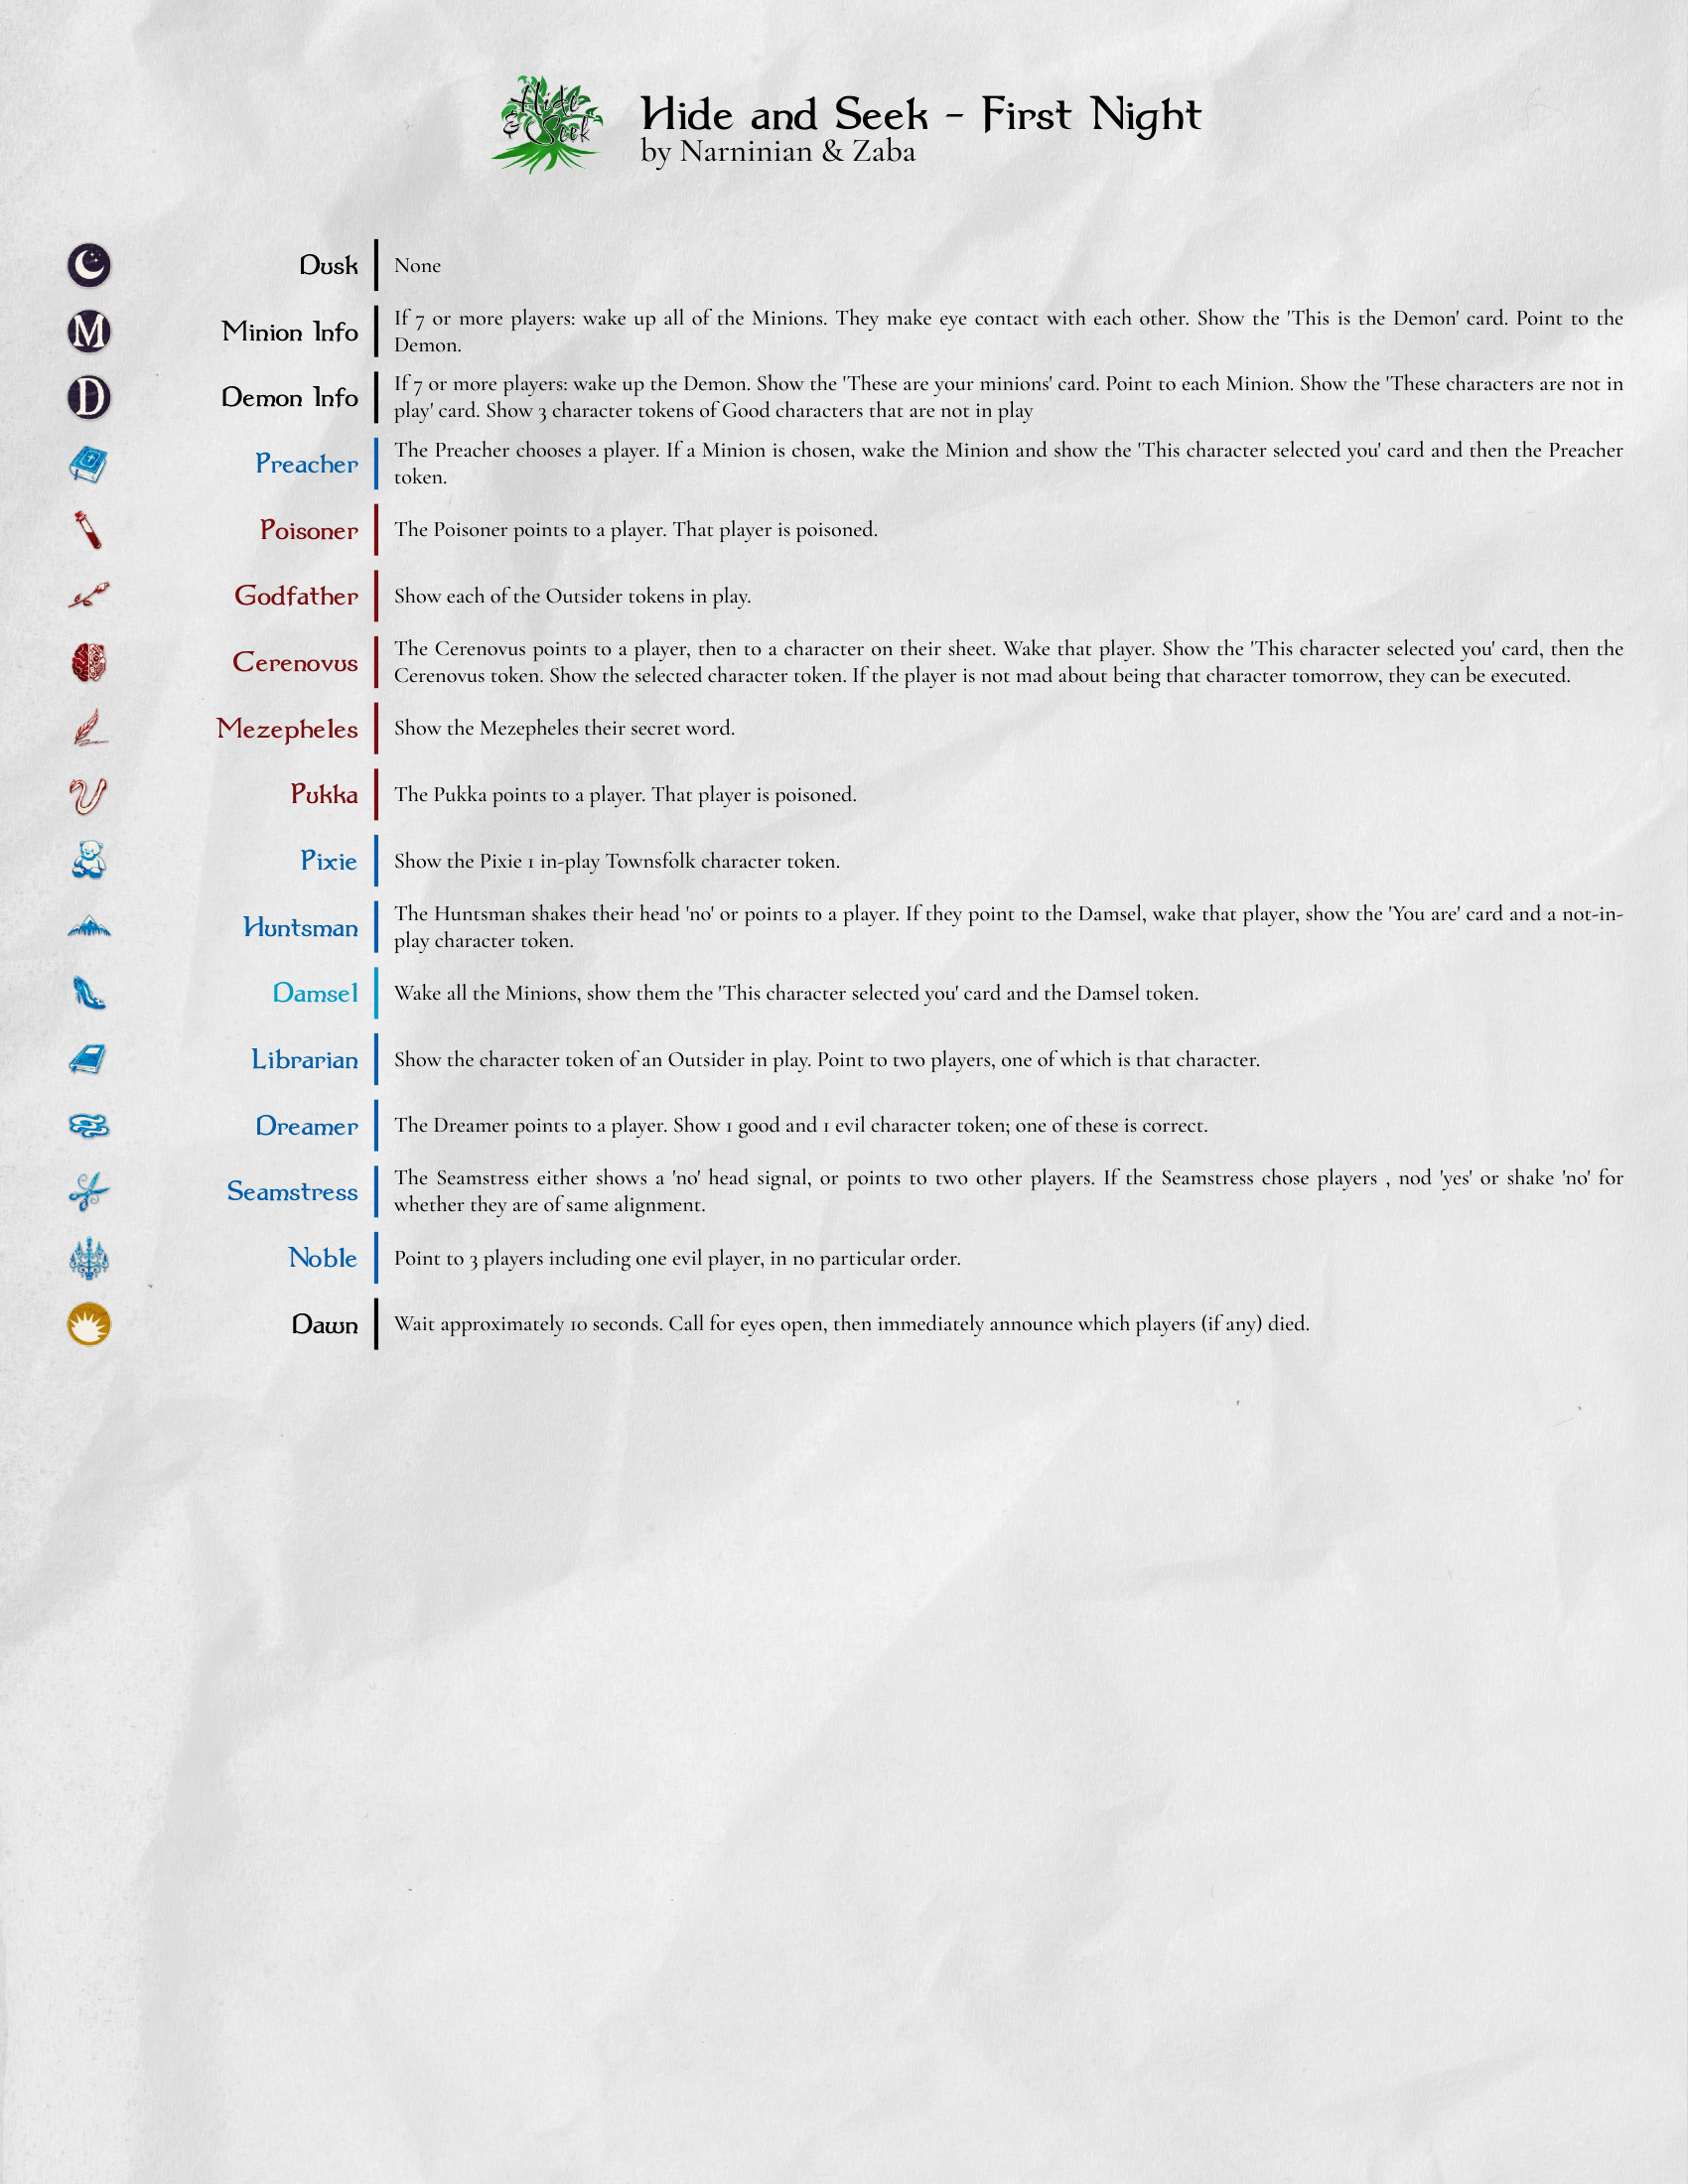 Hide
& Seek
Hide and Seek - First Night
by Narninian & Zaba
Dusk
None
M
Minion Info
If 7 or more players: wake up all of the Minions. They make eye contact with each other. Show the 'This is the Demon' card. Point to the
Demon.
D
Demon Info
If 7 or more players: wake up the Demon. Show the 'These are your minions' card. Point to each Minion. Show the 'These characters are not in
play' card. Show 3 character tokens of Good characters that are not in play
Preacher
The Preacher chooses a player. If a Minion is chosen, wake the Minion and show the 'This character selected you' card and then the Preacher
token.
Poisoner
The Poisoner points to a player. That player is poisoned.
Godfather
Show each of the Outsider tokens in play.
Cerenovus
The Cerenovus points to a player, then to a character on their sheet. Wake that player. Show the 'This character selected you' card, then the
Cerenovus token. Show the selected character token. If the player is not mad about being that character tomorrow, they can be executed.
Mezepheles
Show the Mezepheles their secret word.
Pukka
The Pukka points to a player. That player is poisoned.
Pixie
Show the Pixie 1 in-play Townsfolk character token.
Huntsman
The Huntsman shakes their head 'no' or points to a player. If they point to the Damsel, wake that player, show the 'You are' card and a not-in-
play character token.
Damsel
Wake all the Minions, show them the 'This character selected you' card and the Damsel token.
Librarian
Show the character token of an Outsider in play. Point to two players, one of which is that character.
Dreamer
The Dreamer points to a player. Show 1 good and 1 evil character token; one of these is correct.
Seamstress
The Seamstress either shows a 'no' head signal, or points to two other players. If the Seamstress chose players , nod 'yes' or shake 'no' for
whether they are of same alignment.
Noble
Point to 3 players including one evil player, in no particular order.
Dawn
Wait approximately 10 seconds. Call for eyes open, then immediately announce which players (if any) died.